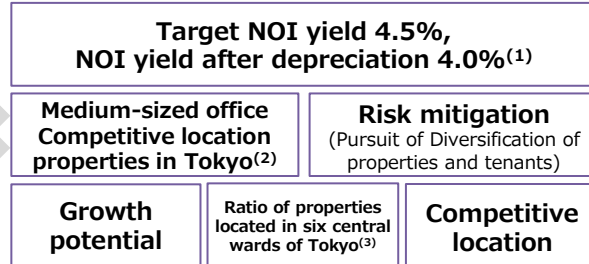 Target NOI yield 4.5%,
NOI yield after depreciation 4.0%(1)
Medium-sized office
Competitive location
properties in Tokyo(2)
Risk mitigation
(Pursuit of Diversification of
properties and tenants)
Growth
potential
Ratio of properties
located in six central
wards of Tokyo(3)
Competitive
location